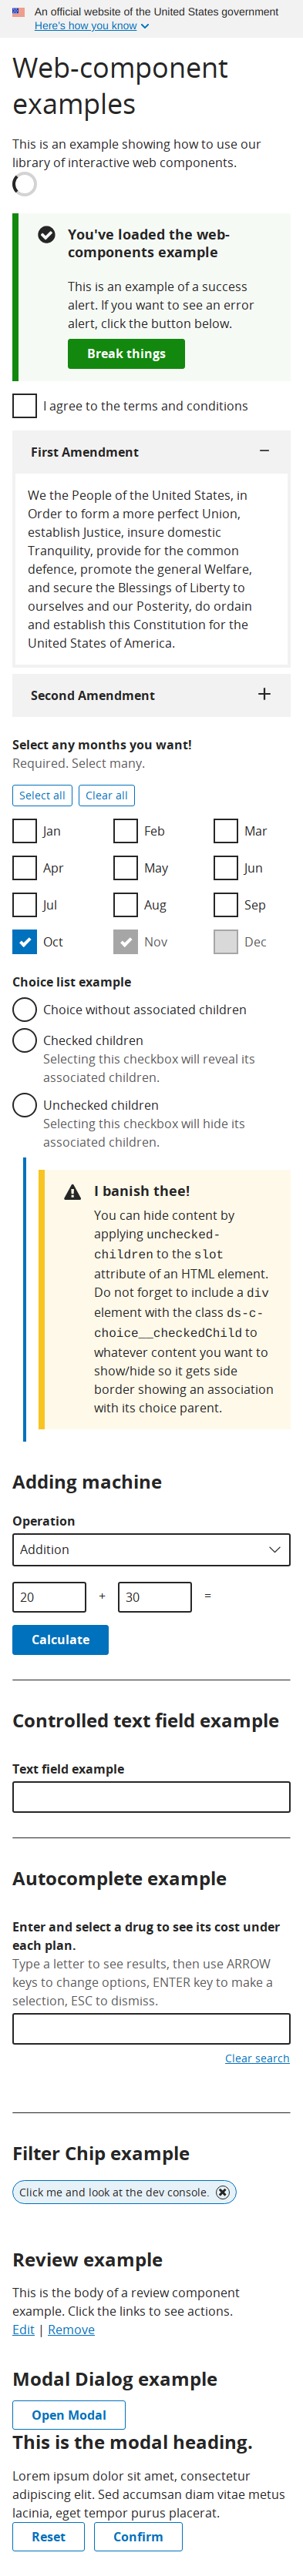 An official website of the United States government
Here's how you know
Web-component
examples
This is an example showing how to use our
library of interactive web components.
You've loaded the web-
components example
This is an example of a success
alert. If you want to see an error
alert, click the button below.
Break things
I agree to the terms and conditions
First Amendment
We the People of the United States, in
Order to form a more perfect Union,
establish Justice, insure domestic
Tranquility, provide for the common
defence, promote the general Welfare,
and secure the Blessings of Liberty to
ourselves and our Posterity, do ordain
and establish this Constitution for the
United States of America.
Second Amendment
Select any months you want!
Required. Select many.
Select all Clear all
Jan Feb Mar
Apr May Jun
Jul Aug Sep
Oct Nov Dec
Choice list example
Choice without associated children
Checked children
Selecting this checkbox will reveal its
associated children.
Unchecked children
Selecting this checkbox will hide its
associated children.
I banish thee!
You can hide content by
applying unchecked-
children to the slot
attribute of an HTML element.
Do not forget to include a div
element with the class ds-c-
choice__checkedChild to
whatever content you want to
show/hide so it gets side
border showing an association
with its choice parent.
Adding machine
Operation
Addition
20 + 30 =
Calculate
Controlled text field example
Text field example
Autocomplete example
Enter and select a drug to see its cost under
each plan.
Type a letter to see results, then use ARROW
keys to change options, ENTER key to make a
selection, ESC to dismiss.
Clear search
Filter Chip example
Click me and look at the dev console.
Review example
This is the body of a review component
example. Click the links to see actions.
Edit | Remove
Modal Dialog example
Open Modal
This is the modal heading.
Lorem ipsum dolor sit amet, consectetur
adipiscing elit. Sed accumsan diam vitae metus
lacinia, eget tempor purus placerat.
Reset Confirm